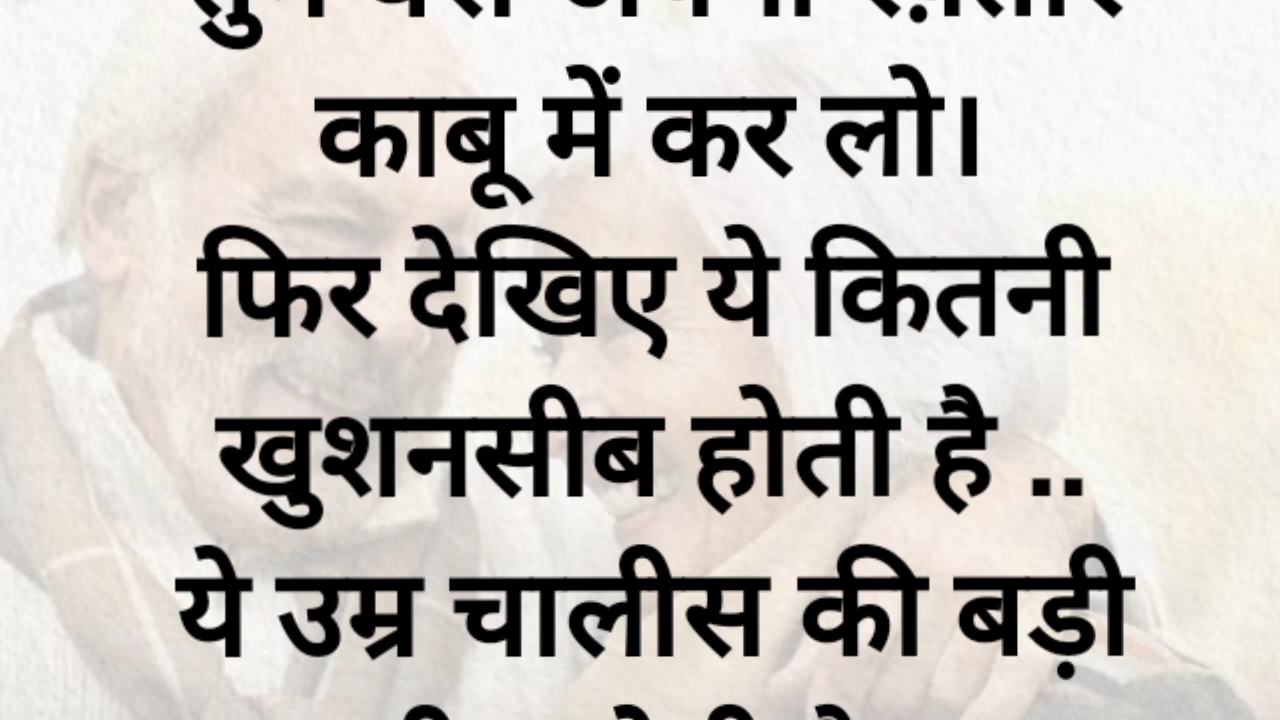 काबू में कर लो।
फिर देखिए ये कितनी
खुशनसीब होती है ..
ये उम्र चालीस की बड़ी